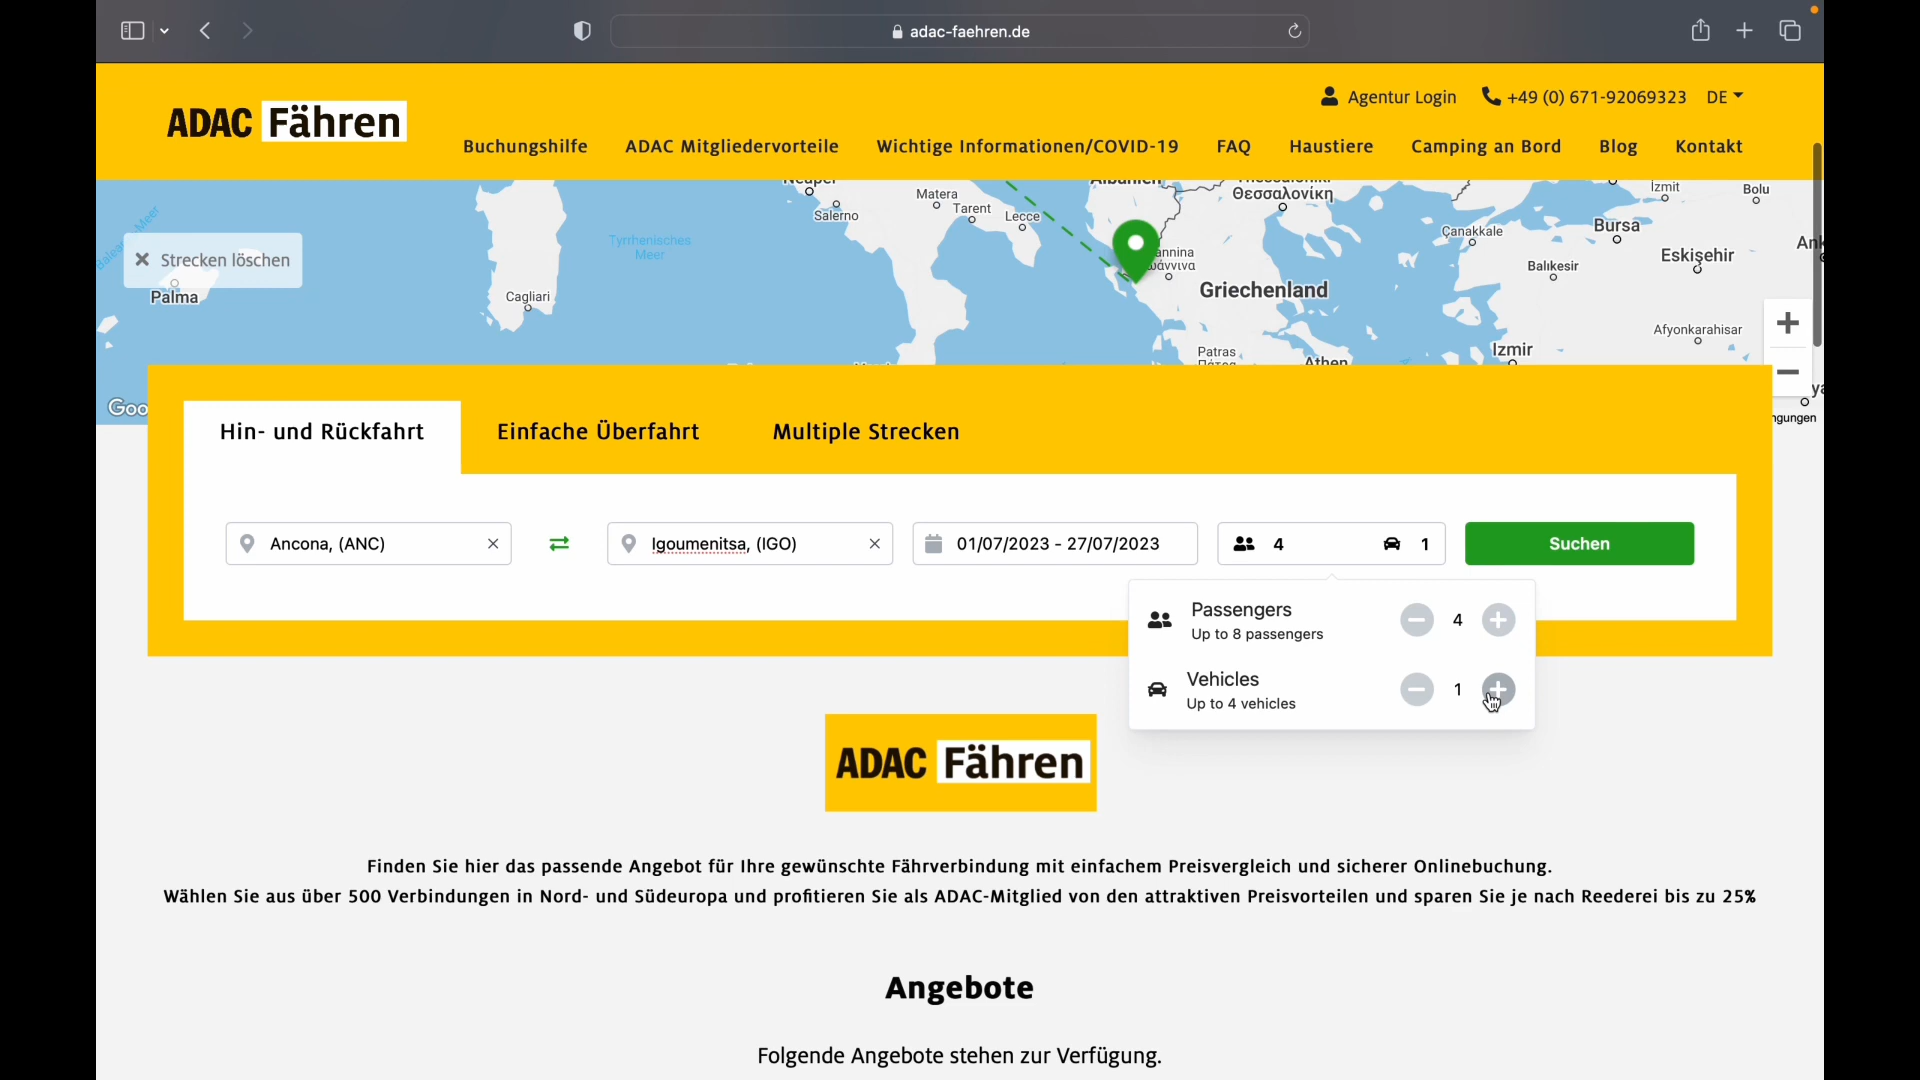 adac-faehren.de
Agentur Login
+49 (0) 671-92069323
DE
ADAC Fähren
Buchungshilfe
ADAC Mitgliedervorteile
Wichtige Informationen/COVID-19
FAQ
Haustiere
Camping an Bord
Blog
Kontakt
Salerno
Matera
Tarent
Lecce
Θεσσαλονίκη
İzmit
Bolu
Çanakkale
Bursa
Eskişehir
Balıkesir
Tyrrhenisches
Meer
Strecken löschen
Palma
Cagliari
Griechenland
Afyonkarahisar
Izmir
Patras
Athen
Hin- und Rückfahrt
Einfache Überfahrt
Multiple Strecken
Ancona, (ANC)
Igoumenitsa, (IGO)
01/07/2023 - 27/07/2023
4
1
Suchen
Passengers
Up to 8 passengers
4
Vehicles
Up to 4 vehicles
1
ADAC Fähren
Finden Sie hier das passende Angebot für Ihre gewünschte Fährverbindung mit einfachem Preisvergleich und sicherer Onlinebuchung.
Wählen Sie aus über 500 Verbindungen in Nord- und Südeuropa und profitieren Sie als ADAC-Mitglied von den attraktiven Preisvorteilen und sparen Sie je nach Reederei bis zu 25%
Angebote
Folgende Angebote stehen zur Verfügung.